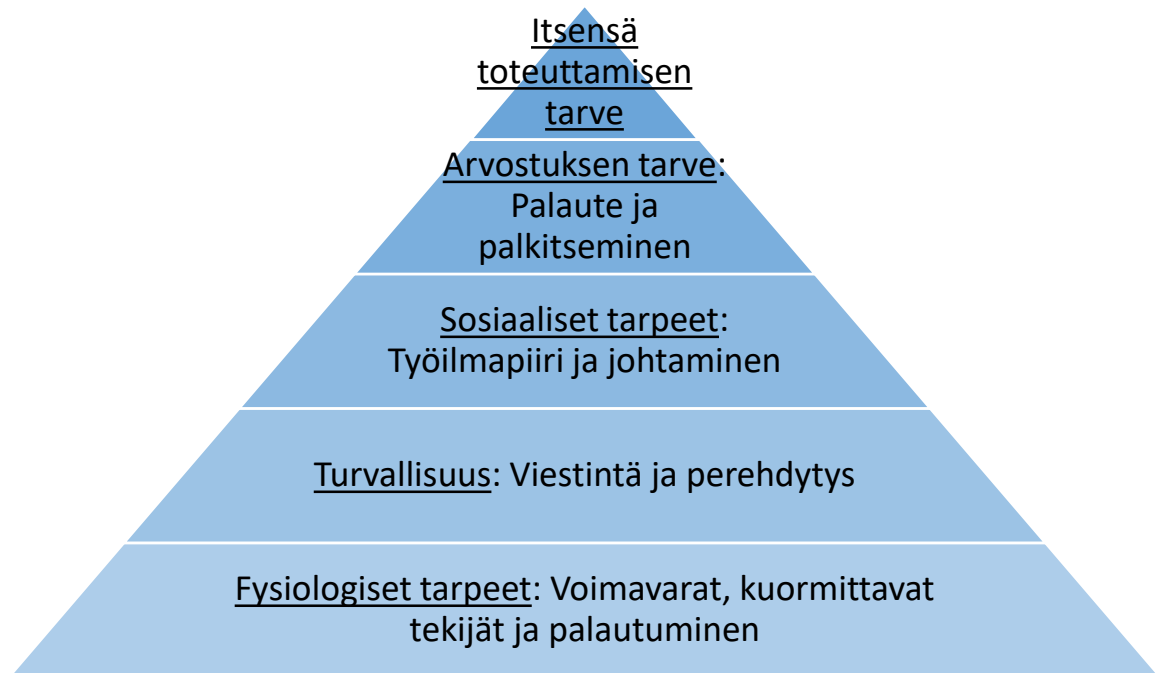 Itsensä
toteuttamisen
tarve
Arvostuksen tarve:
Palaute ja
palkitseminen
Sosiaaliset tarpeet:
Työilmapiiri ja johtaminen
Turvallisuus: Viestintä ja perehdytys
Fysiologiset tarpeet: Voimavarat, kuormittavat
tekijät ja palautuminen